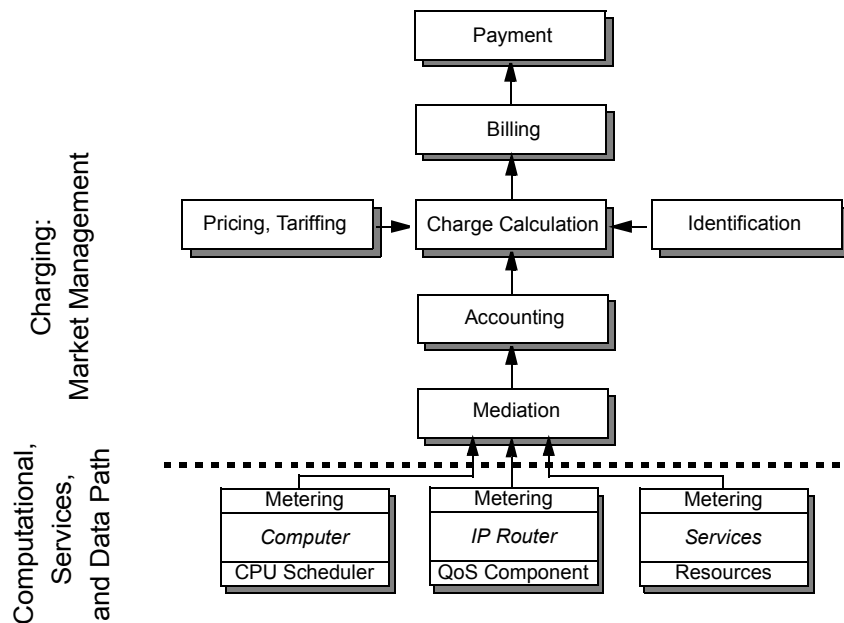 Payment
Billing
Pricing, Tariffing
Charge Calculation
Identification
Accounting
Mediation
Charging:
Market Management
Metering
Computer
CPU Scheduler
Metering
IP Router
QoS Component
Metering
Services
Resources
Computational,
Services,
and Data Path